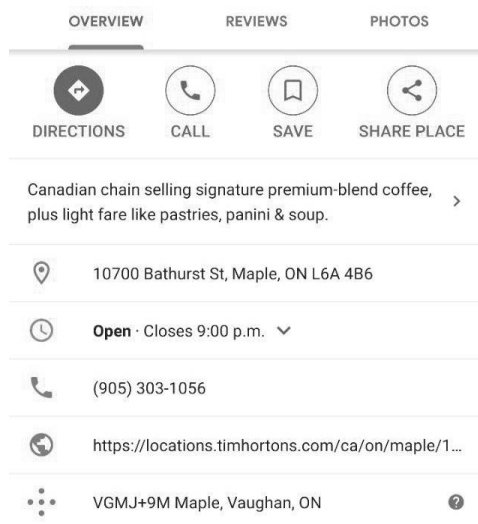 OVERVIEW REVIEWS PHOTOS
DIRECTIONS CALL SAVE SHARE PLACE
Canadian chain selling signature premium-blend coffee,
plus light fare like pastries, panini & soup.
10700 Bathurst St, Maple, ON L6A 4B6
Open · Closes 9:00 p.m.
(905) 303-1056
https://locations.timhortons.com/ca/on/maple/1...
VGMJ+9M Maple, Vaughan, ON